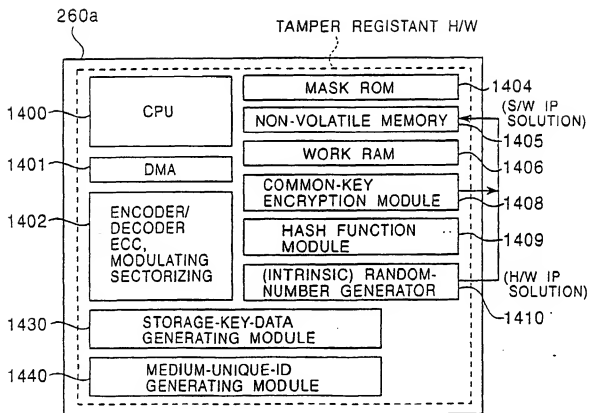 260a
TAMPER REGISTANT H/W
1400
CPU
MASK ROM
1404
(S/W IP
SOLUTION)
NON-VOLATILE MEMORY
1405
1401
DMA
WORK RAM
1406
1402
ENCODER/
DECODER
ECC,
MODULATING
SECTORIZING
COMMON-KEY
ENCRYPTION MODULE
1408
HASH FUNCTION
MODULE
1409
(INTRINSIC) RANDOM-
NUMBER GENERATOR
(H/W IP
SOLUTION)
1410
1430
STORAGE-KEY-DATA
GENERATING MODULE
1440
MEDIUM-UNIQUE-ID
GENERATING MODULE